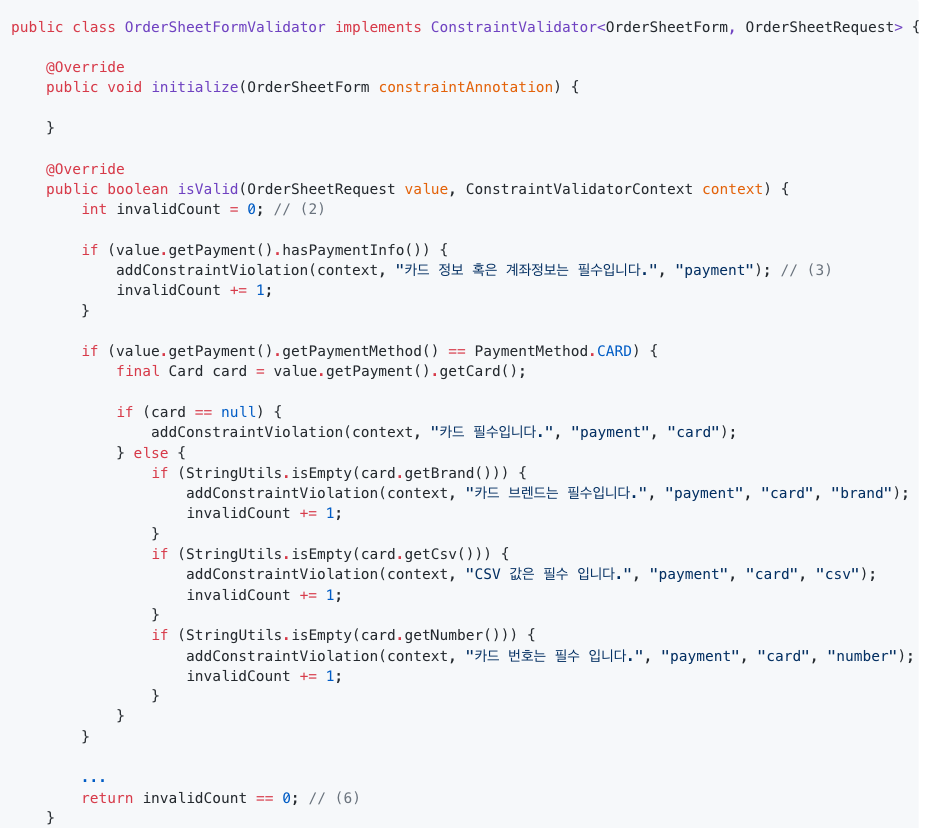 public class OrderSheetFormValidator implements ConstraintValidator<OrderSheetForm, OrderSheetRequest> {
@Override
public void initialize(OrderSheetForm constraintAnnotation) {
}
@Override
public boolean isValid(OrderSheetRequest value, ConstraintValidatorContext context) {
int invalidCount = 0; // (2)
if (value.getPayment().hasPaymentInfo()) {
addConstraintViolation(context, "카드 정보 혹은 계좌정보는 필수입니다.", "payment"); // (3)
invalidCount += 1;
}
if (value.getPayment().getPaymentMethod() == PaymentMethod.CARD) {
final Card card = value.getPayment().getCard();
if (card == null) {
addConstraintViolation(context, "카드 필수입니다.", "payment", "card");
} else {
if (StringUtils.isEmpty(card.getBrand())) {
addConstraintViolation(context, "카드 브렌드는 필수입니다.", "payment", "card", "brand");
invalidCount += 1;
}
if (StringUtils.isEmpty(card.getCsv())) {
addConstraintViolation(context, "CSV 값은 필수 입니다.", "payment", "card", "csv");
invalidCount += 1;
}
if (StringUtils.isEmpty(card.getNumber())) {
addConstraintViolation(context, "카드 번호는 필수 입니다.", "payment", "card", "number");
invalidCount += 1;
}
}
}
...
return invalidCount == 0; // (6)
}